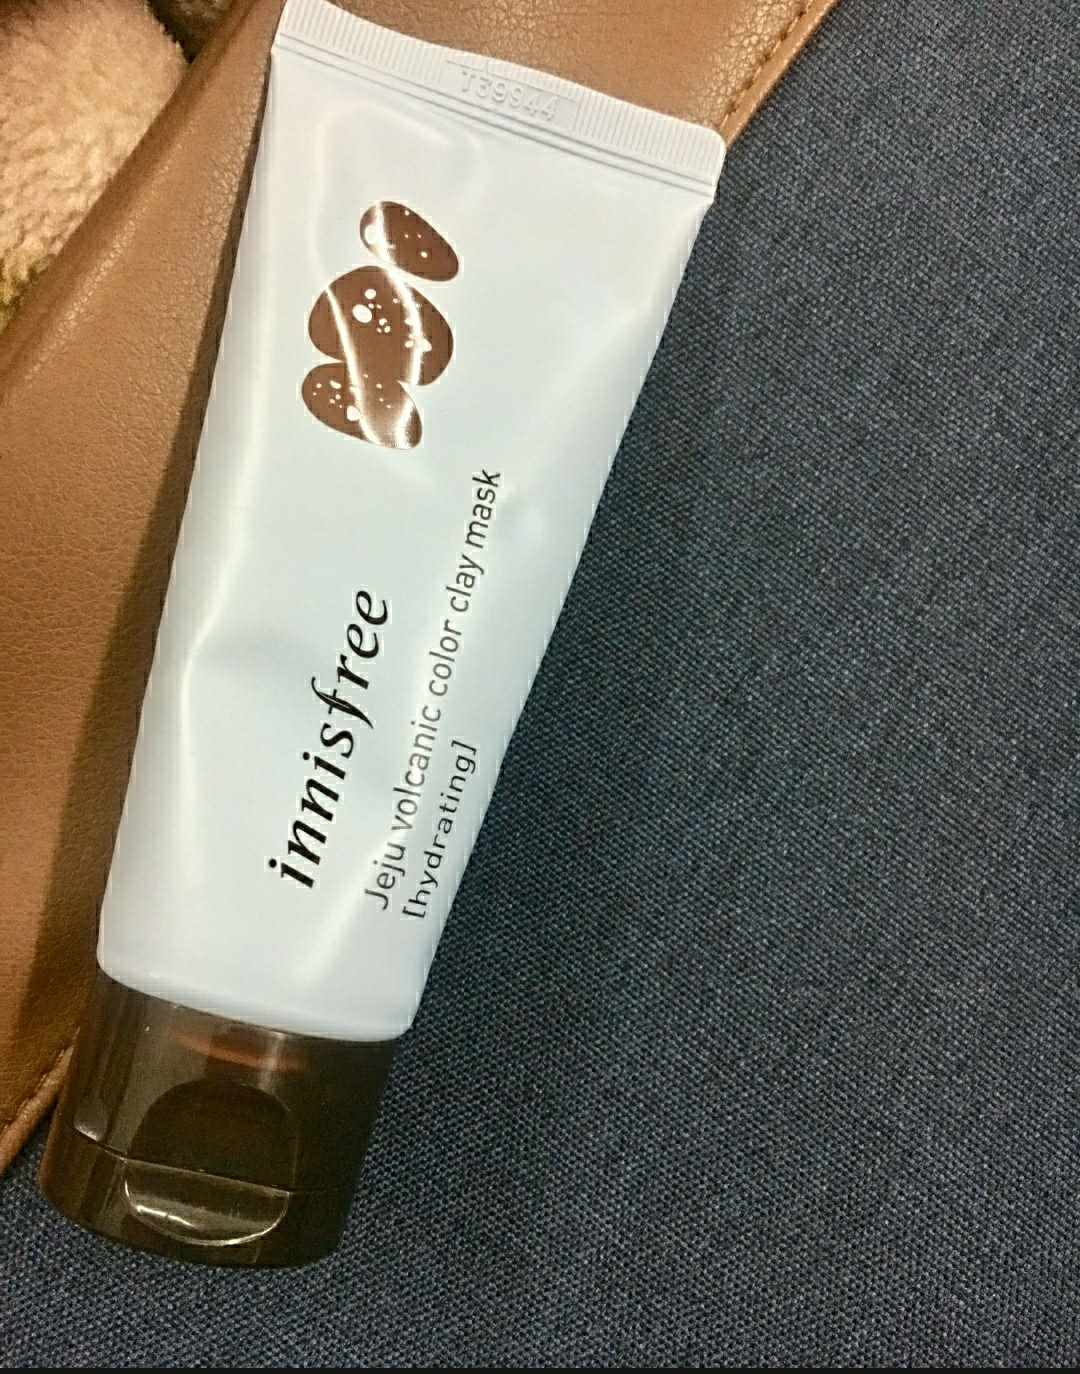 T39944
innisfree
Jeju volcanic color clay mask
[hydrating]